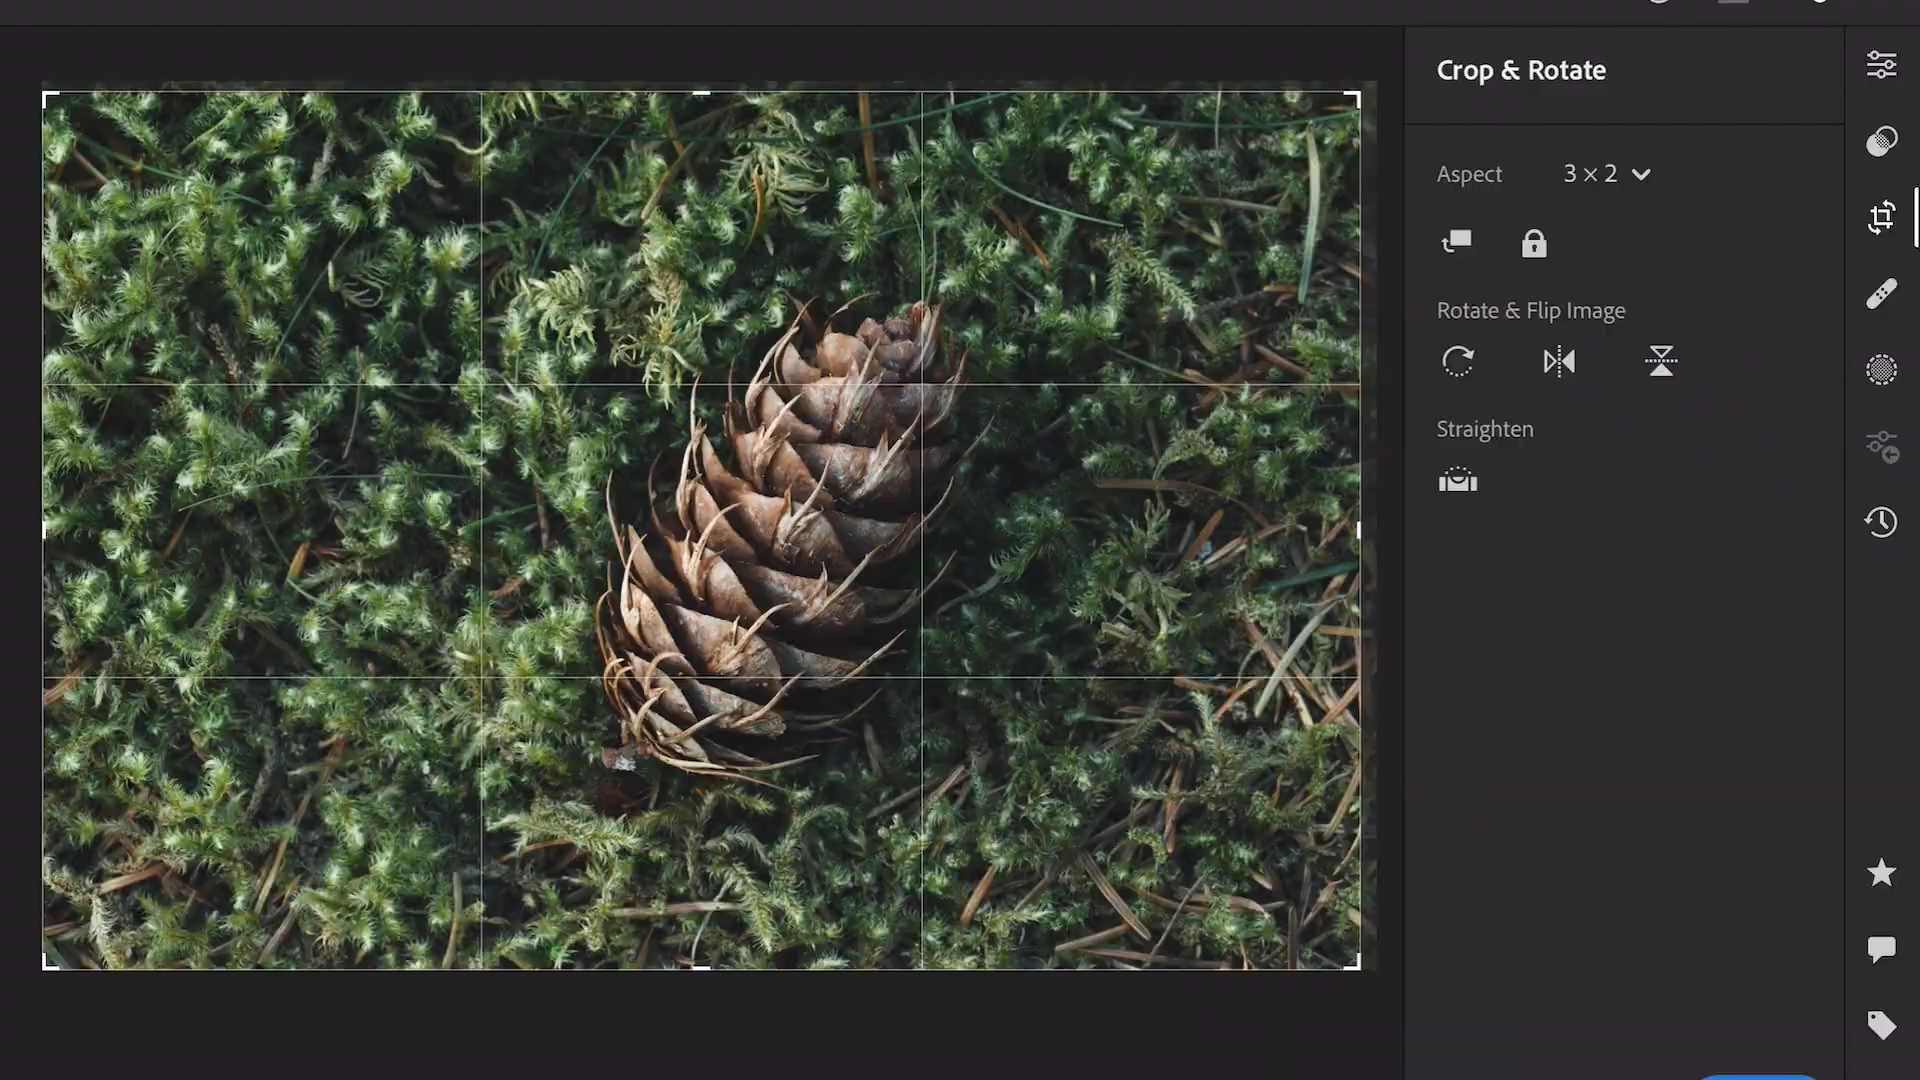 Crop & Rotate
Aspect 3 × 2
Rotate & Flip Image
Straighten